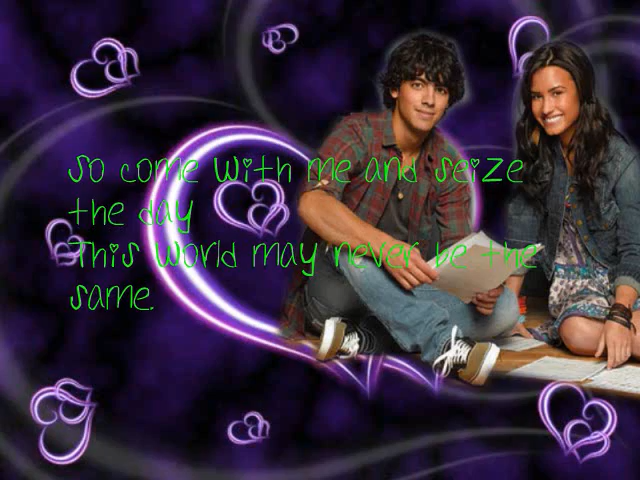 So come with me and seize
the day
This world may never be the
same.